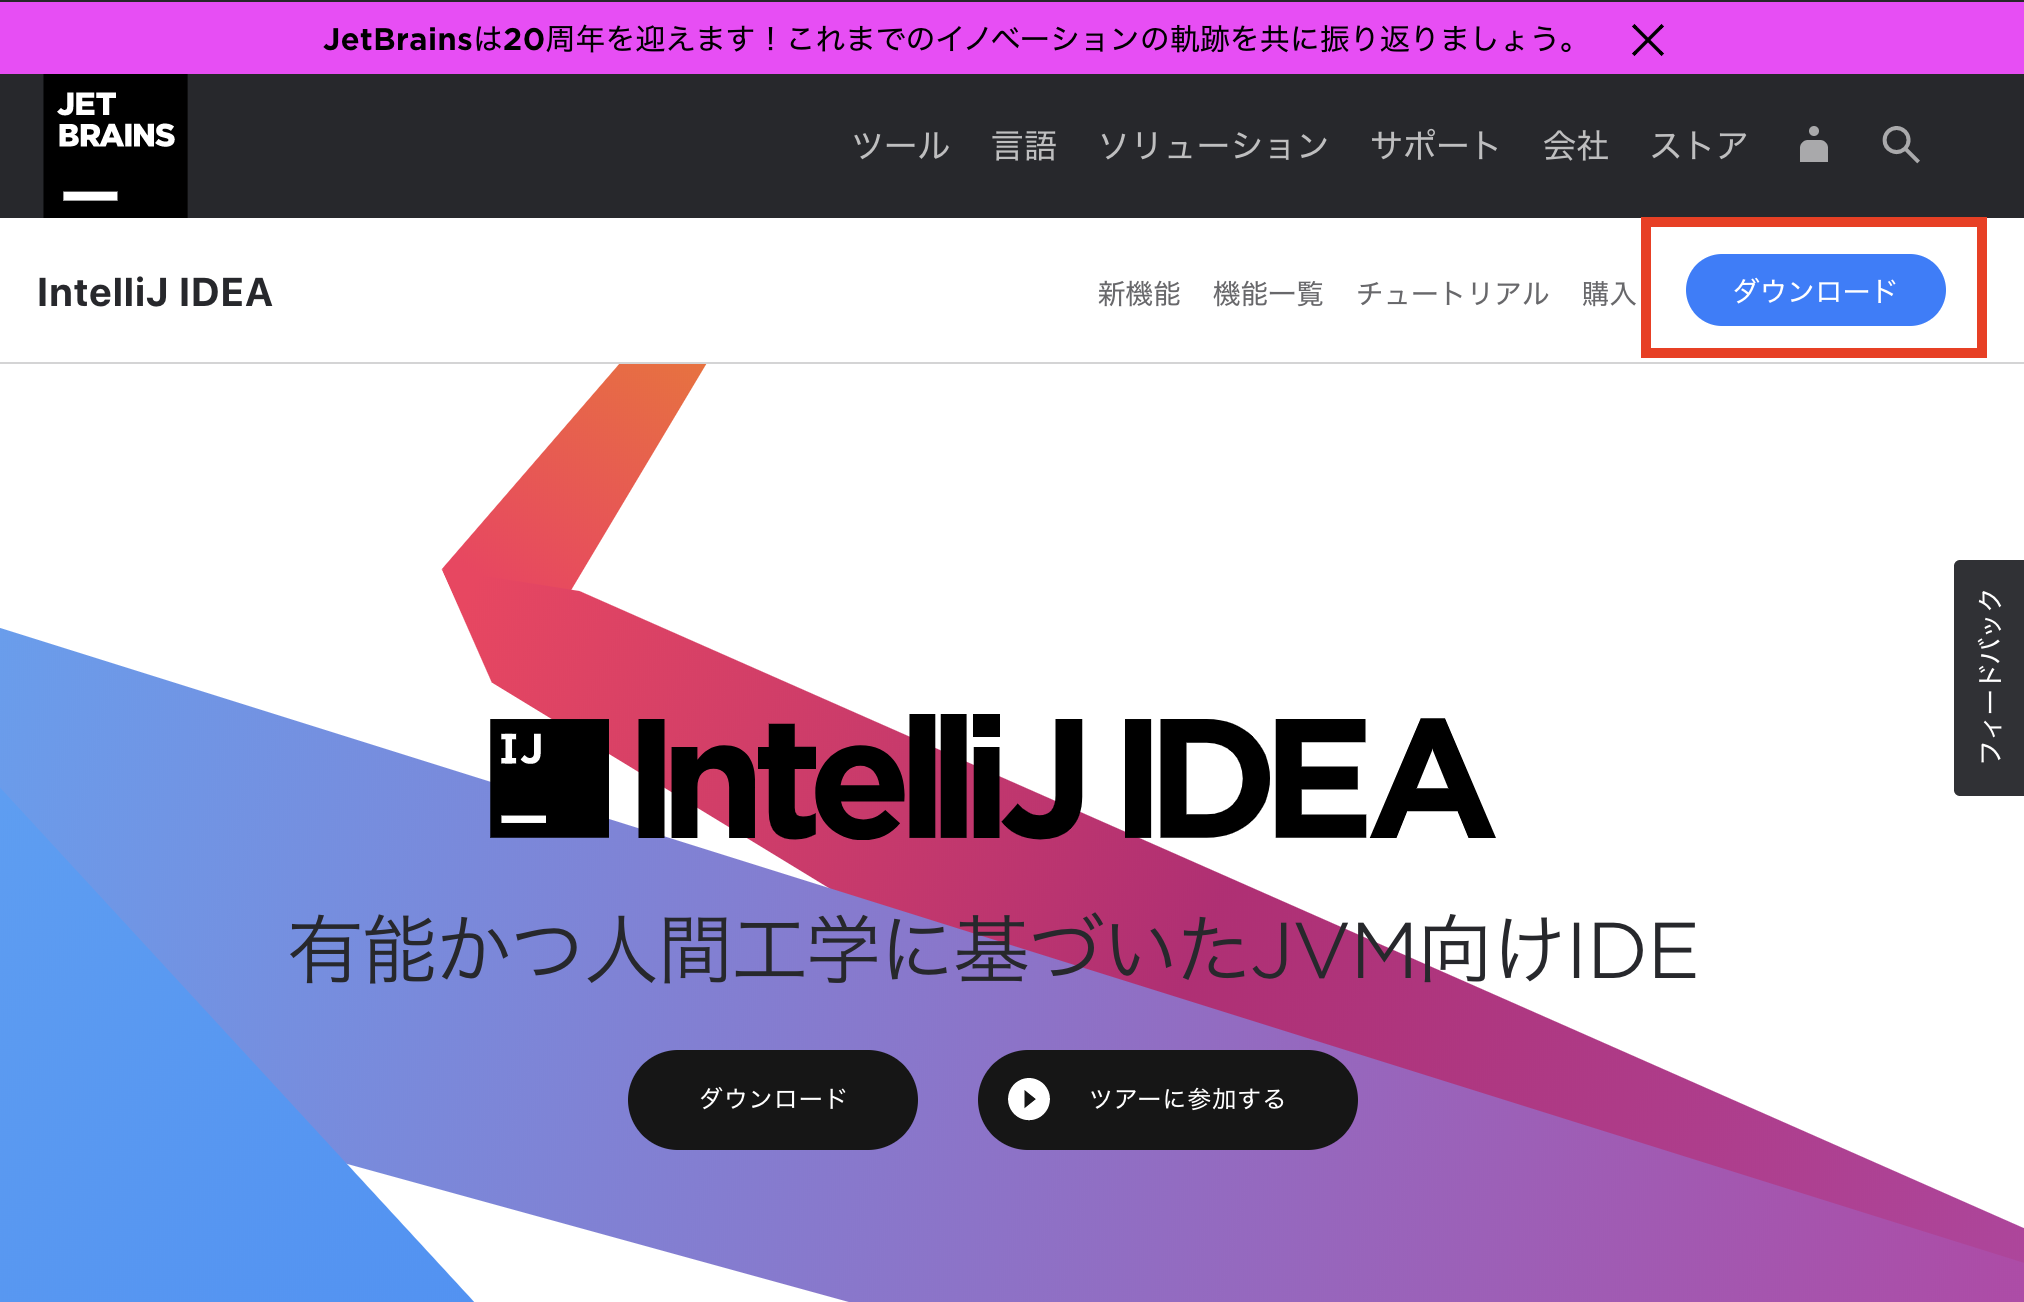 JetBrainsは20周年を迎えます！これまでのイノベーションの軌跡を共に振り返りましょう。
JET
BRAINS
ツール 言語 ソリューション サポート 会社 ストア
IntelliJ IDEA
新機能 機能一覧 チュートリアル 購入 ダウンロード
フィードバック
IJ IntelliJ IDEA
有能かつ人間工学に基づいたJVM向けIDE
ダウンロード ツアーに参加する